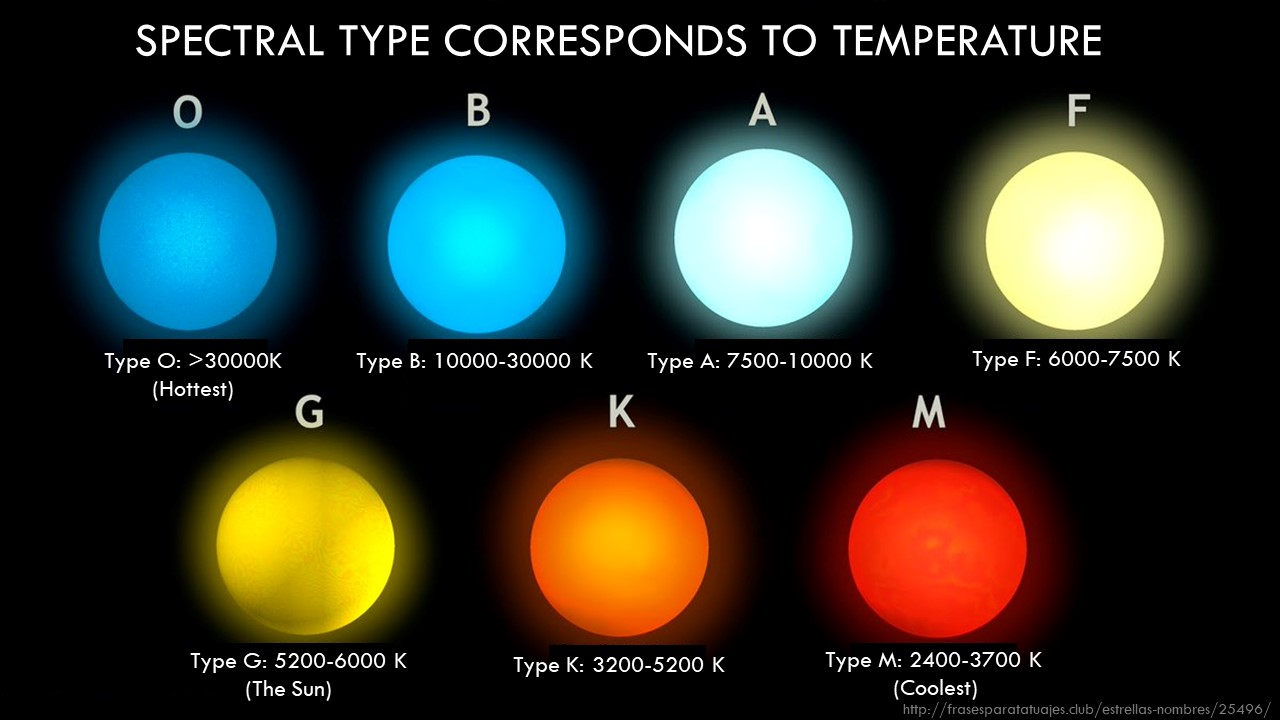 SPECTRAL TYPE CORRESPONDS TO TEMPERATURE
O
B
A
F
Type O: >30000K
(Hottest)
Type B: 10000-30000 K
Type A: 7500-10000 K
Type F: 6000-7500 K
G
K
M
Type G: 5200-6000 K
(The Sun)
Type K: 3200-5200 K
Type M: 2400-3700 K
(Coolest)
http://frasesparatatuajes.club/estrellas-nombres/25496/